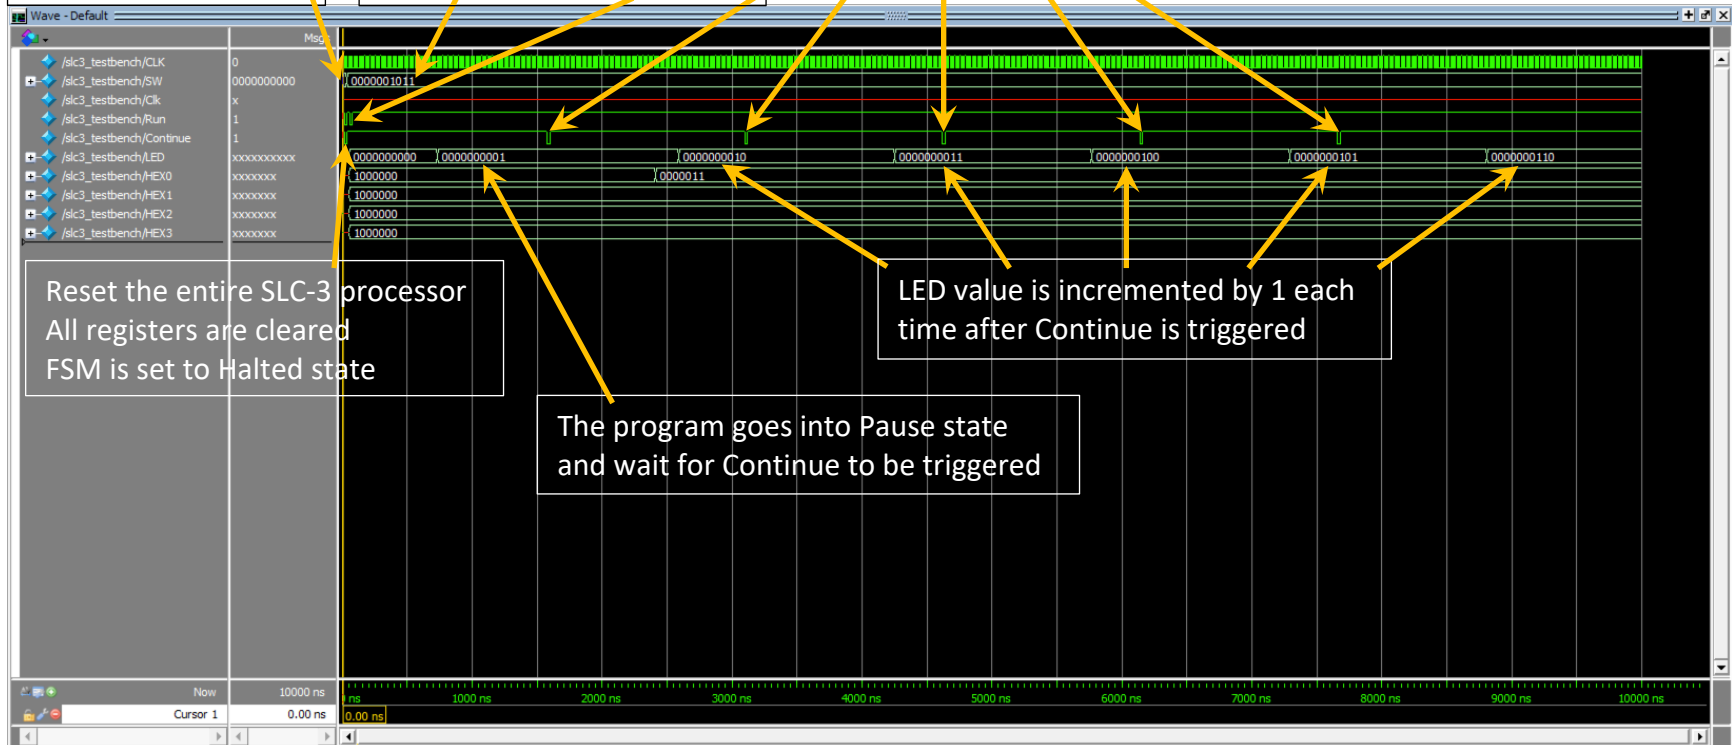 Wave - Default
Msgs
/slc3_testbench/CLK 0
/slc3_testbench/SW 0000000000 0000001011
/slc3_testbench/Clk x
/slc3_testbench/Run 1
/slc3_testbench/Continue 1
/slc3_testbench/LED xxxxxxxxxx 0000000000 0000000001 0000000010 0000000011 0000000100 0000000101 0000000110
/slc3_testbench/HEX0 xxxxxxx 1000000 0000011
/slc3_testbench/HEX1 xxxxxxx 1000000
/slc3_testbench/HEX2 xxxxxxx 1000000
/slc3_testbench/HEX3 xxxxxxx 1000000
Reset the entire SLC-3 processor
All registers are cleared
FSM is set to Halted state
LED value is incremented by 1 each
time after Continue is triggered
The program goes into Pause state
and wait for Continue to be triggered
Now 10000 ns
ns 1000 ns 2000 ns 3000 ns 4000 ns 5000 ns 6000 ns 7000 ns 8000 ns 9000 ns 10000 ns
Cursor 1 0.00 ns 0.00 ns